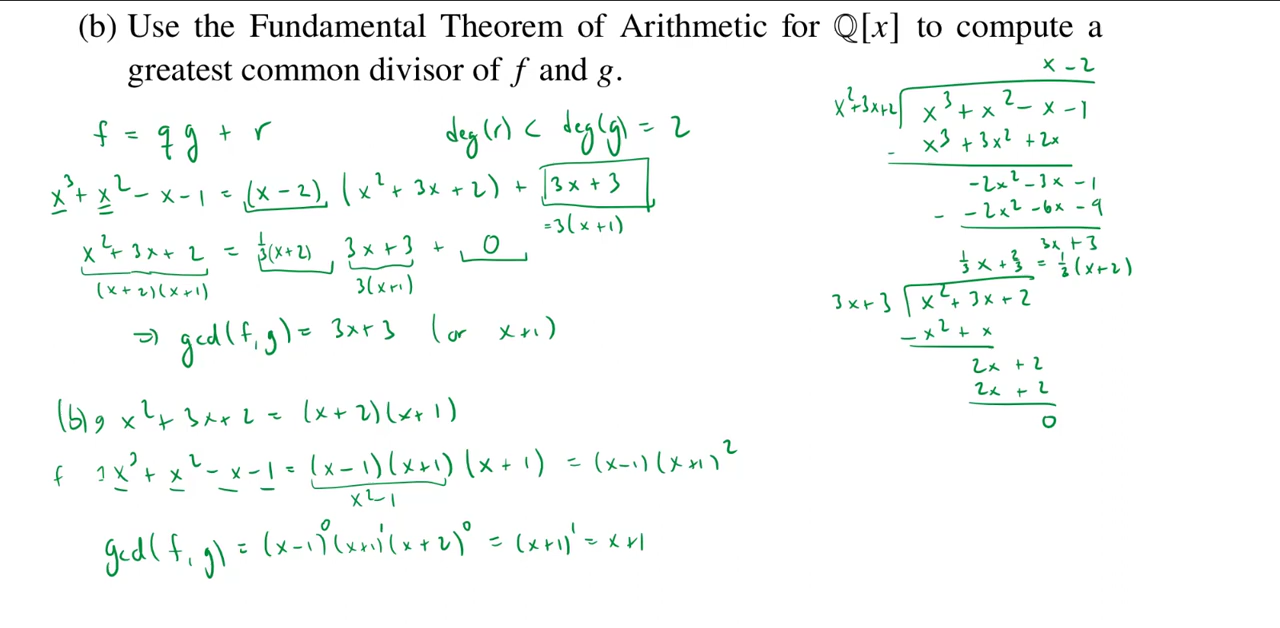 (b) Use the Fundamental Theorem of Arithmetic for ℚ[x] to compute a
greatest common divisor of f and g.
f = qg + r deg(r) < deg(g) = 2
x³ + x² - x - 1 = (x - 2) (x² + 3x + 2) + 3x + 3
= 3(x+1)
x² + 3x + 2 = ⅓(x+2) 3x + 3 + 0
(x+2)(x+1) 3(x+1)
⇒ gcd(f, g) = 3x+3 (or x+1)
(b) g x² + 3x + 2 = (x+2)(x+1)
f x³ + x² - x - 1 = (x-1)(x+1)(x+1) = (x-1)(x+1)²
x² - 1
gcd(f, g) = (x-1)⁰(x+1)¹(x+2)⁰ = (x+1)¹ = x+1
x - 2
x²+3x+2 x³ + x² - x - 1
- x³ + 3x² + 2x
-2x² - 3x - 1
- -2x² - 6x - 4
3x + 3
⅓x + ⅔ = ⅓(x+2)
3x+3 x² + 3x + 2
- x² + x
2x + 2
2x + 2
0